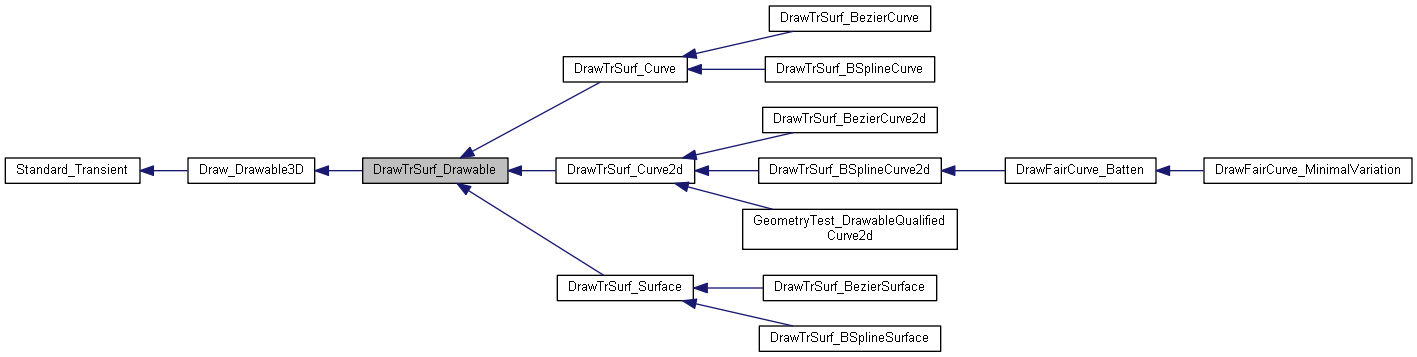 DrawTrSurf_BezierCurve
DrawTrSurf_Curve
DrawTrSurf_BSplineCurve
DrawTrSurf_BezierCurve2d
Standard_Transient
Draw_Drawable3D
DrawTrSurf_Drawable
DrawTrSurf_Curve2d
DrawTrSurf_BSplineCurve2d
DrawFairCurve_Batten
DrawFairCurve_MinimalVariation
GeometryTest_DrawableQualified
Curve2d
DrawTrSurf_Surface
DrawTrSurf_BezierSurface
DrawTrSurf_BSplineSurface